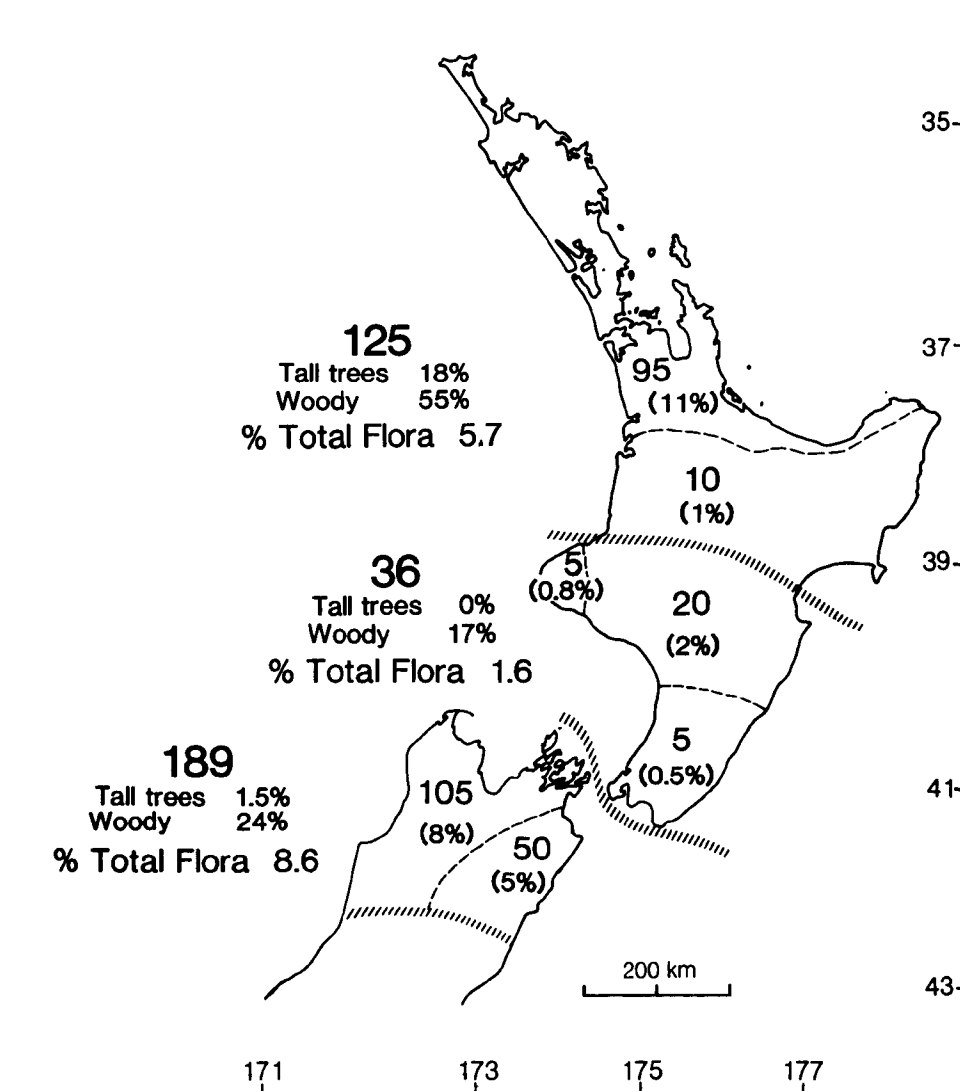 35-
125
Tall trees 18%
Woody 55%
% Total Flora 5.7
37-
95
(11%)
10
(1%)
36
Tall trees 0%
Woody 17%
% Total Flora 1.6
39-
5
(0.8%)
20
(2%)
189
Tall trees 1.5%
Woody 24%
% Total Flora 8.6
5
(0.5%)
41-
105
(8%)
50
(5%)
200 km
43-
171 173 175 177